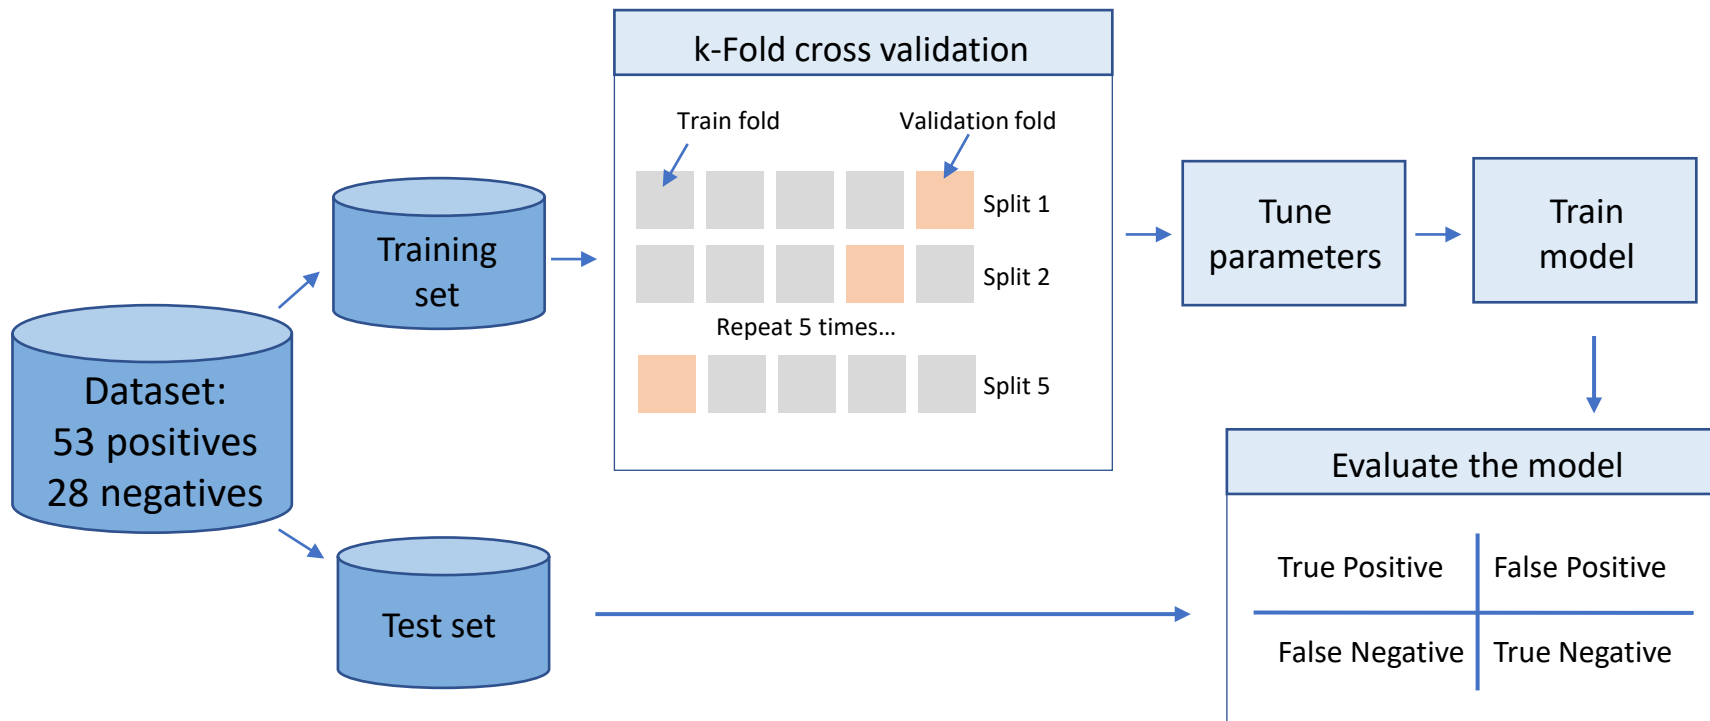 k-Fold cross validation
Train fold
Validation fold
Split 1
Split 2
Repeat 5 times...
Split 5
Training
set
Dataset:
53 positives
28 negatives
Test set
Tune
parameters
Train
model
Evaluate the model
True Positive
False Positive
False Negative
True Negative